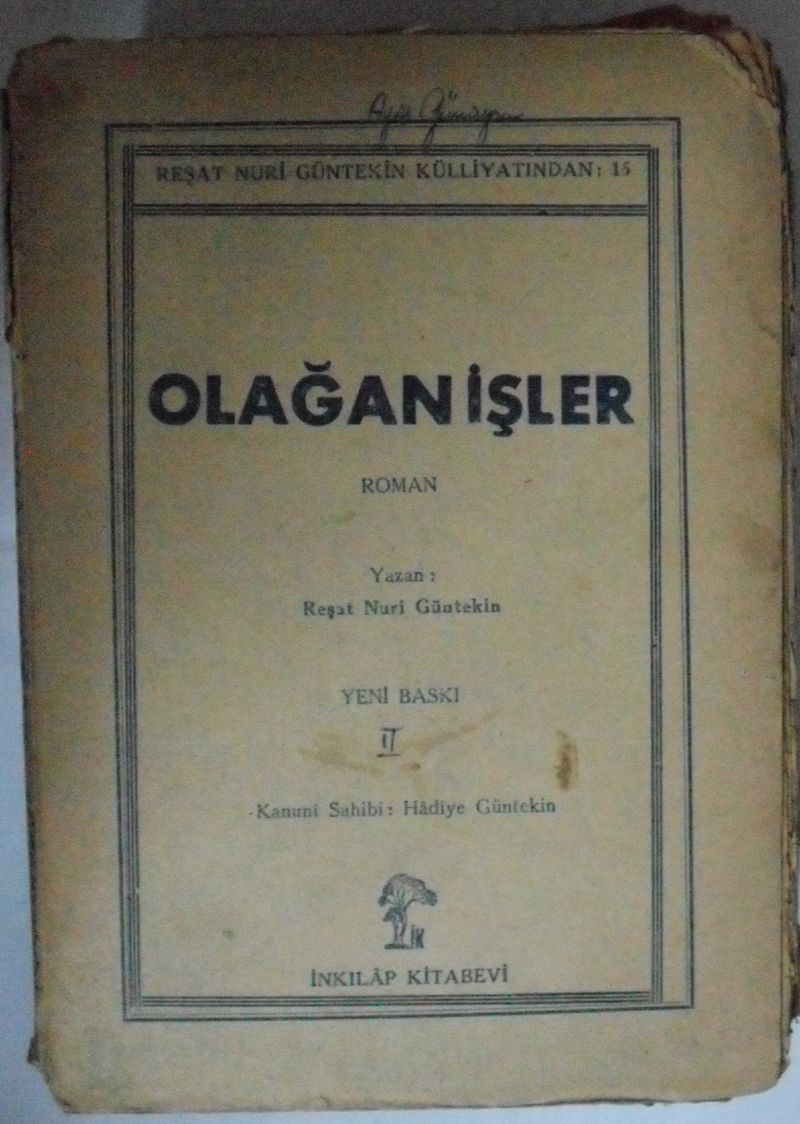 REŞAT NURİ GÜNTEKİN KÜLLİYATINDAN: 15
OLAĞAN İŞLER
ROMAN
Yazan :
Reşat Nuri Güntekin
YENİ BASKI
II
Kanuni Sahibi : Hâdiye Güntekin
İK
İNKILÂP KİTABEVİ